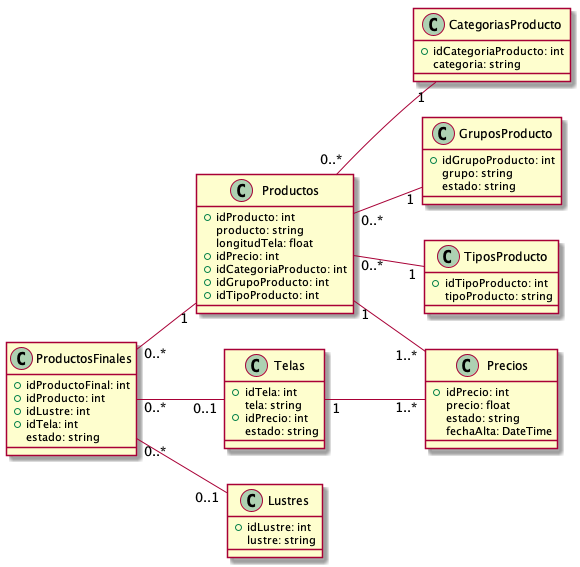 C CategoriasProducto
idCategoriaProducto: int
categoria: string
1
C GruposProducto
idGrupoProducto: int
grupo: string
estado: string
1
0..*
C Productos
idProducto: int
producto: string
longitudTela: float
idPrecio: int
idCategoriaProducto: int
idGrupoProducto: int
idTipoProducto: int
0..*
0..*
C TiposProducto
idTipoProducto: int
tipoProducto: string
1
1
1
C ProductosFinales
idProductoFinal: int
idProducto: int
idLustre: int
idTela: int
estado: string
0..*
0..*
0..*
C Telas
idTela: int
tela: string
idPrecio: int
estado: string
0..1
1
C Precios
idPrecio: int
precio: float
estado: string
fechaAlta: DateTime
1..*
1..*
C Lustres
idLustre: int
lustre: string
0..1